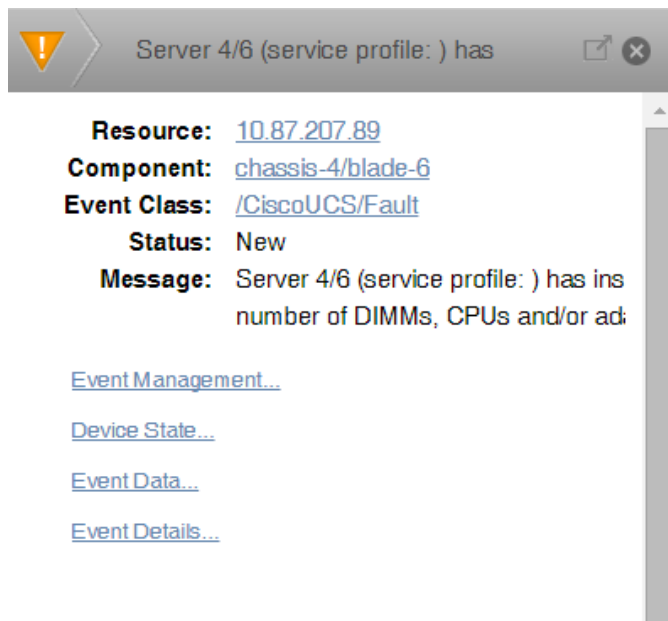 Server 4/6 (service profile: ) has
Resource: 10.87.207.89
Component: chassis-4/blade-6
Event Class: /CiscoUCS/Fault
Status: New
Message: Server 4/6 (service profile: ) has ins
number of DIMMs, CPUs and/or ada
Event Management...
Device State...
Event Data...
Event Details...